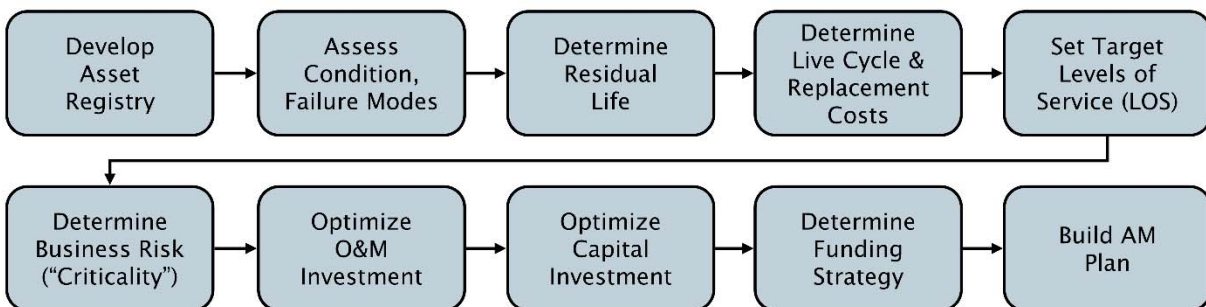 Develop
Asset
Registry
Assess
Condition,
Failure Modes
Determine
Residual
Life
Determine
Live Cycle &
Replacement
Costs
Set Target
Levels of
Service (LOS)
Determine
Business Risk
(“Criticality”)
Optimize
O&M
Investment
Optimize
Capital
Investment
Determine
Funding
Strategy
Build AM
Plan